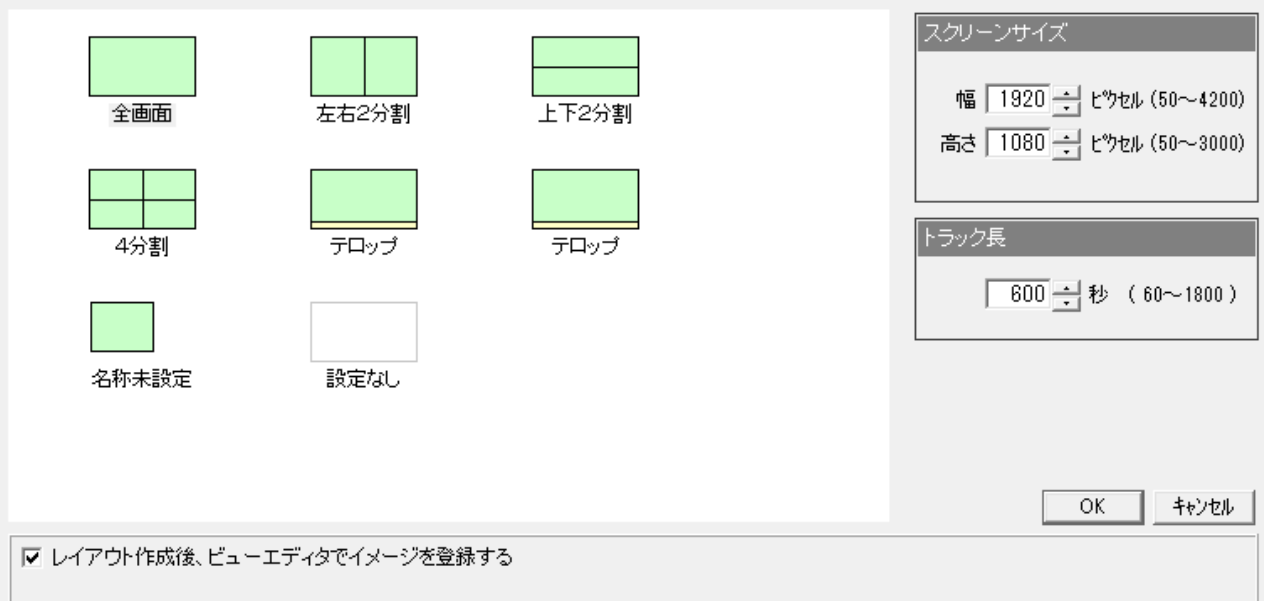 全画面
左右2分割
上下2分割
4分割
テロップ
テロップ
名称未設定
設定なし
スクリーンサイズ
幅 1920 ﾋﾟｸｾﾙ (50～4200)
高さ 1080 ﾋﾟｸｾﾙ (50～3000)
トラック長
600 秒 ( 60～1800 )
OK
ｷｬﾝｾﾙ
レイアウト作成後、ビューエディタでイメージを登録する